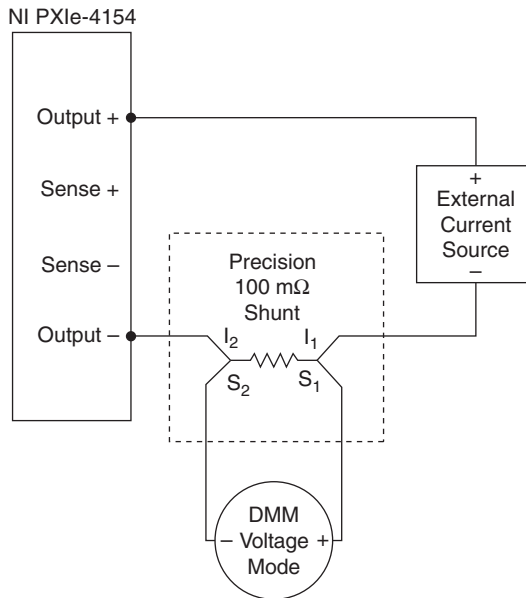 NI PXIe-4154
Output +
Sense +
Sense –
Output –
+
External
Current
Source
–
Precision
100 mΩ
Shunt
I2
I1
S2
S1
DMM
– Voltage +
Mode